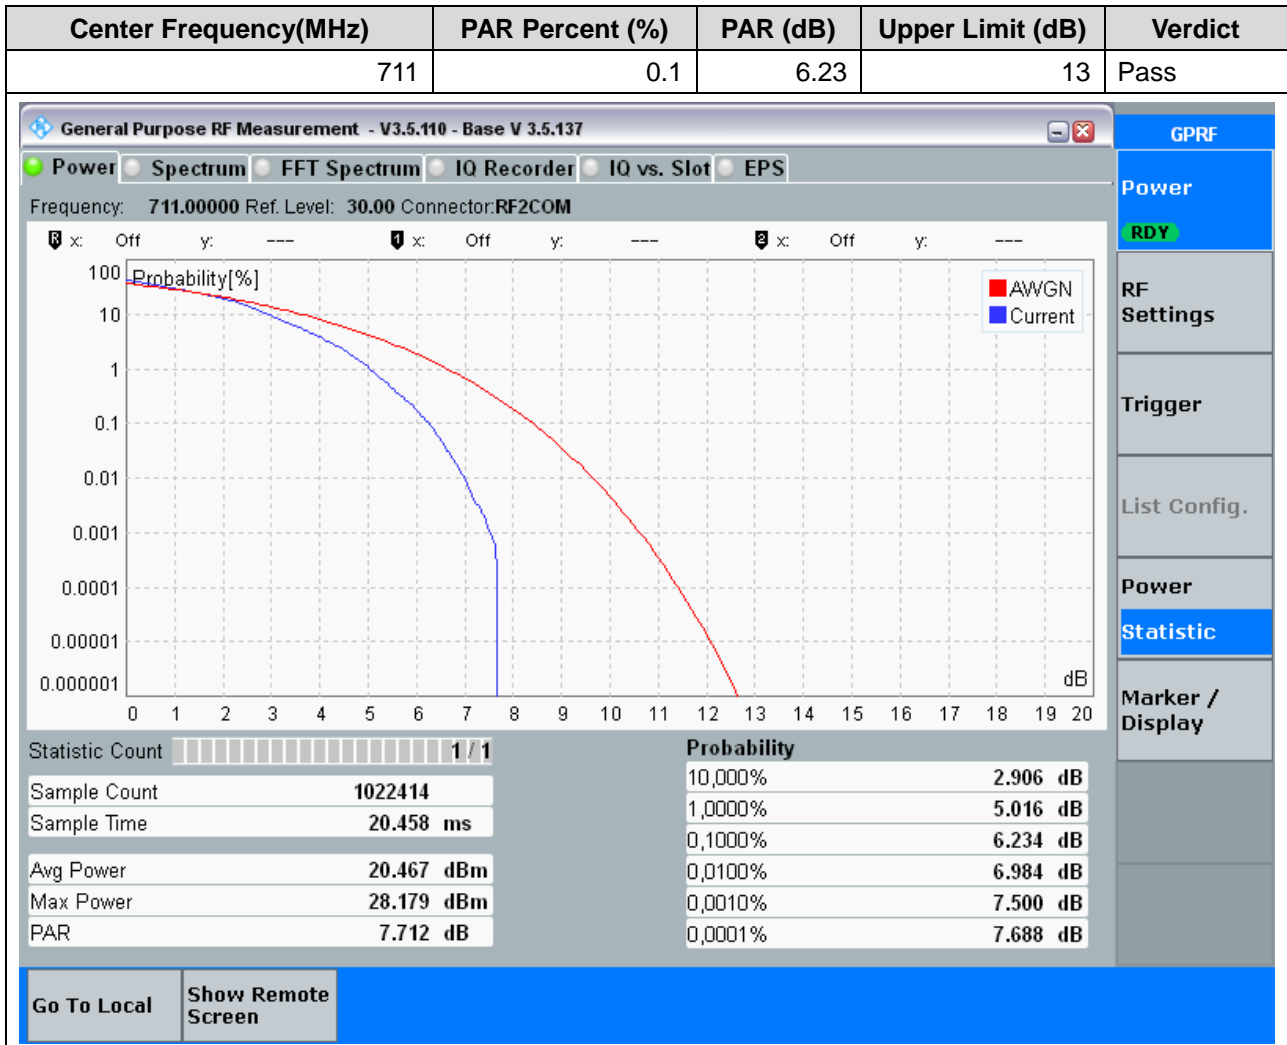 Center Frequency(MHz) PAR Percent (%) PAR (dB) Upper Limit (dB) Verdict
711 0.1 6.23 13 Pass
General Purpose RF Measurement - V3.5.110 - Base V 3.5.137
GPRF
Power Spectrum FFT Spectrum IQ Recorder IQ vs. Slot EPS
Frequency: 711.00000 Ref. Level: 30.00 Connector:RF2COM
R x: Off y: --- 1 x: Off y: --- 2 x: Off y: ---
Probability[%]
AWGN
Current
100
10
1
0.1
0.01
0.001
0.0001
0.00001
0.000001
dB
0 1 2 3 4 5 6 7 8 9 10 11 12 13 14 15 16 17 18 19 20
Statistic Count 1 / 1
Sample Count 1022414
Sample Time 20.458 ms
Avg Power 20.467 dBm
Max Power 28.179 dBm
PAR 7.712 dB
Probability
10,000% 2.906 dB
1,0000% 5.016 dB
0,1000% 6.234 dB
0,0100% 6.984 dB
0,0010% 7.500 dB
0,0001% 7.688 dB
Power
RDY
RF
Settings
Trigger
List Config.
Power
Statistic
Marker /
Display
Go To Local
Show Remote
Screen